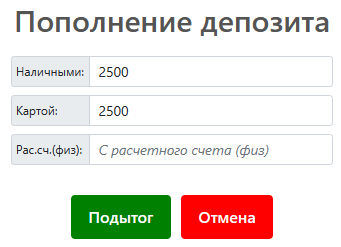 Пополнение депозита
Наличными: 2500
Картой: 2500
Рас.сч.(физ): С расчетного счета (физ)
Подытог Отмена